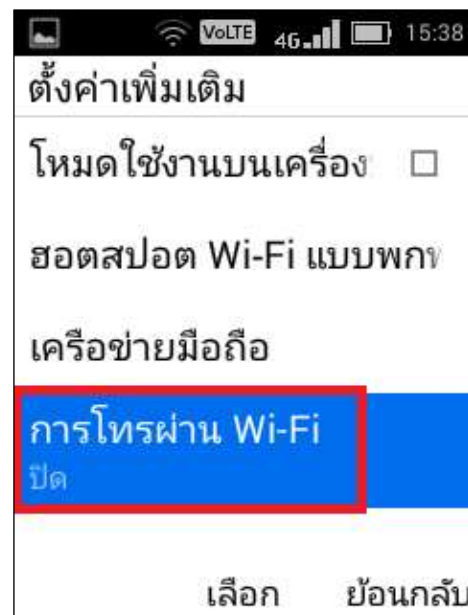 VoLTE 4G 15:38
ตั้งค่าเพิ่มเติม
โหมดใช้งานบนเครื่อง
ฮอตสปอต Wi-Fi แบบพก
เครือข่ายมือถือ
การโทรผ่าน Wi-Fi
ปิด
เลือก ย้อนกลับ